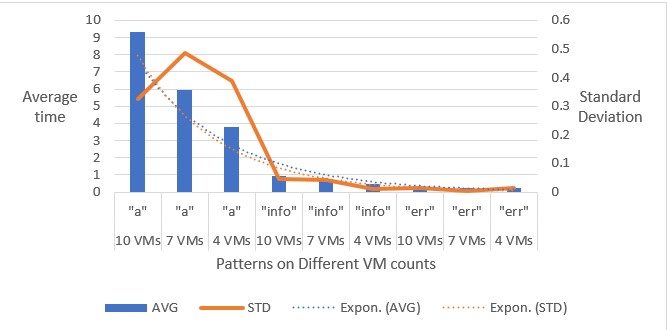 10
9
8
7
6
5
4
3
2
1
0
Average
time
0.6
0.5
0.4
0.3
0.2
0.1
0
Standard
Deviation
"a" "a" "a" "info" "info" "info" "err" "err" "err"
10 VMs 7 VMs 4 VMs 10 VMs 7 VMs 4 VMs 10 VMs 7 VMs 4 VMs
Patterns on Different VM counts
AVG STD Expon. (AVG) Expon. (STD)